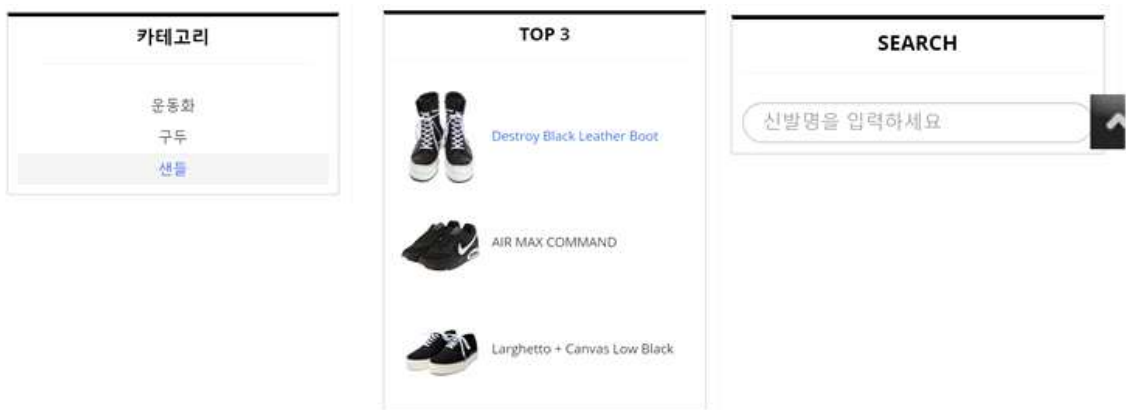 카테고리
운동화
구두
샌들
TOP 3
Destroy Black Leather Boot
AIR MAX COMMAND
Larghetto + Canvas Low Black
SEARCH
신발명을 입력하세요